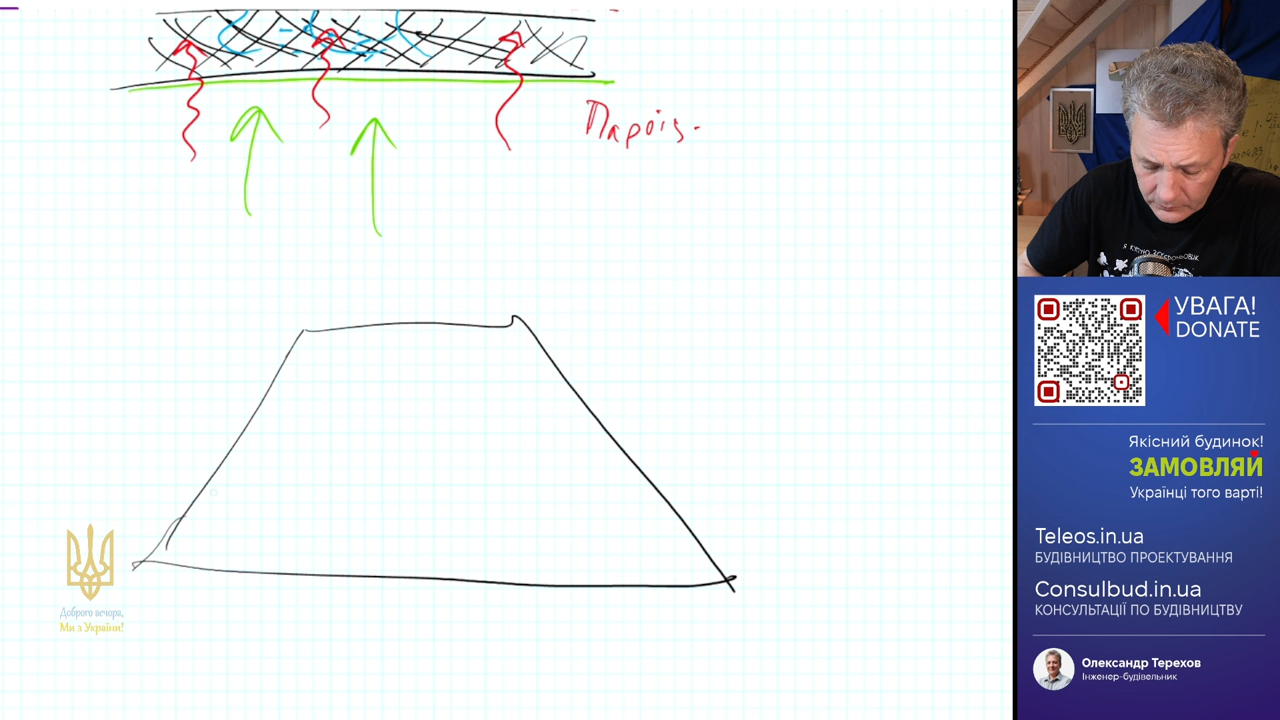 Пароіз.
Я КУПУЮ
УВАГА!
DONATE
Якісний будинок!
ЗАМОВЛЯЙ
Українці того варті!
Teleos.in.ua
БУДІВНИЦТВО ПРОЕКТУВАННЯ
Consulbud.in.ua
КОНСУЛЬТАЦІЇ ПО БУДІВНИЦТВУ
Доброго вечора,
Ми з України!
Олександр Терехов
Інженер-будівельник